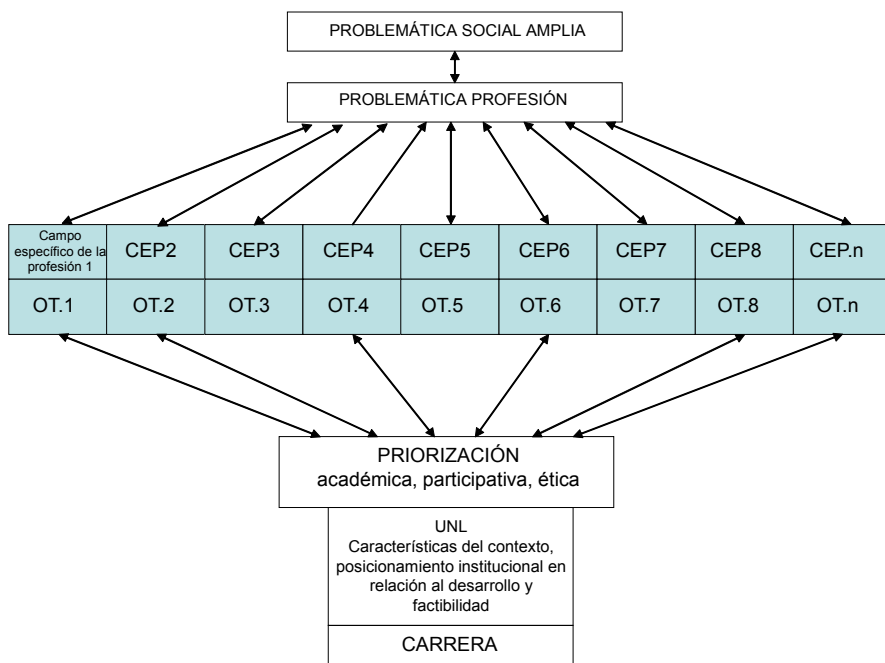 PROBLEMÁTICA SOCIAL AMPLIA
PROBLEMÁTICA PROFESIÓN
Campo
específico de la
profesión 1
CEP2
CEP3
CEP4
CEP5
CEP6
CEP7
CEP8
CEP.n
OT.1
OT.2
OT.3
OT.4
OT.5
OT.6
OT.7
OT.8
OT.n
PRIORIZACIÓN
académica, participativa, ética
UNL
Características del contexto,
posicionamiento institucional en
relación al desarrollo y
factibilidad
CARRERA